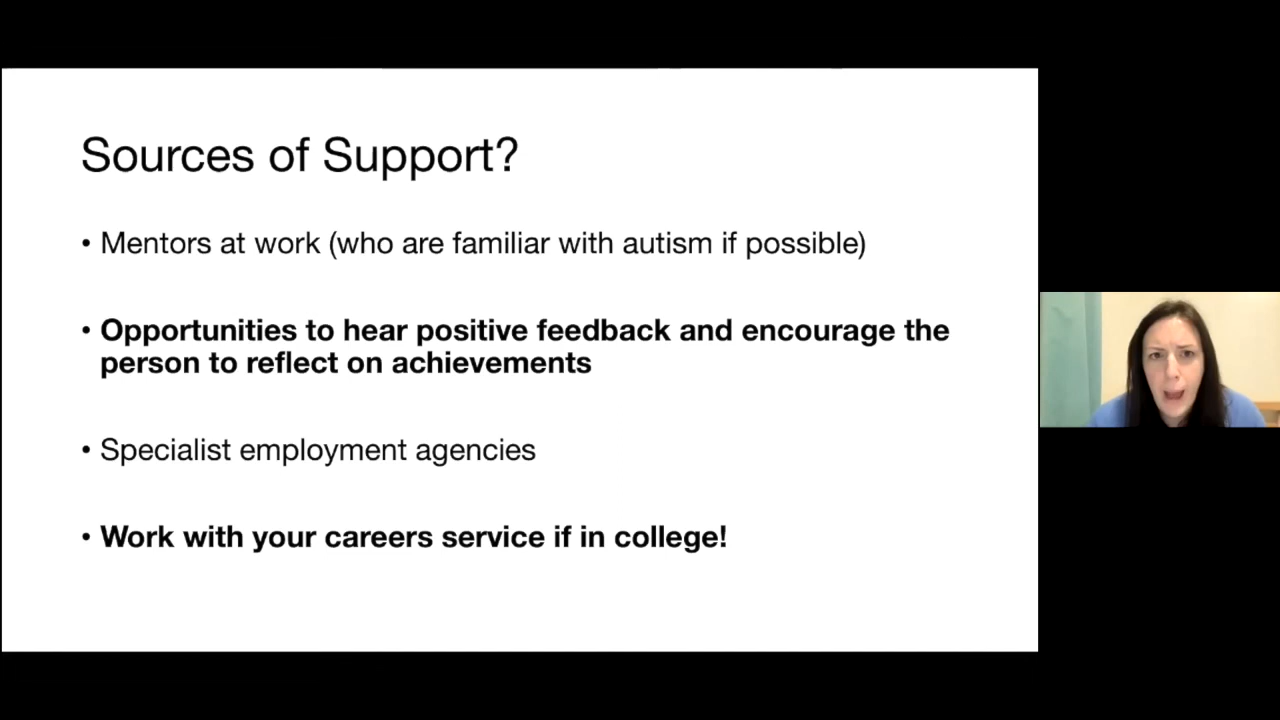 Sources of Support?
• Mentors at work (who are familiar with autism if possible)
• Opportunities to hear positive feedback and encourage the
person to reflect on achievements
• Specialist employment agencies
• Work with your careers service if in college!